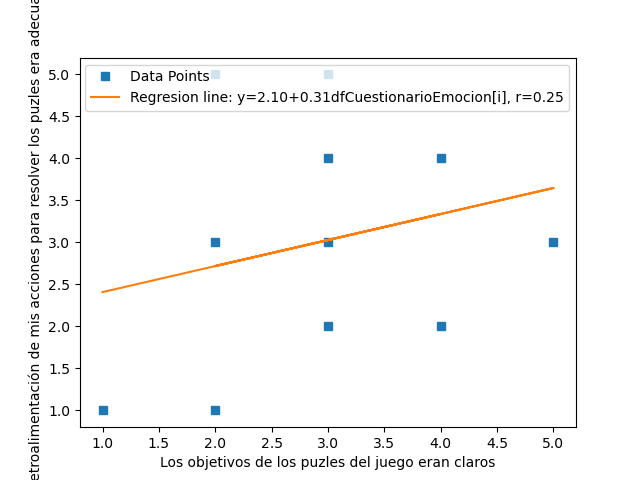 Data Points
Regresion line: y=2.10+0.31dfCuestionarioEmocion[i], r=0.25
5.0
4.5
4.0
3.5
3.0
2.5
2.0
1.5
1.0
1.0 1.5 2.0 2.5 3.0 3.5 4.0 4.5 5.0
Los objetivos de los puzles del juego eran claros
etroalimentación de mis acciones para resolver los puzles era adecua